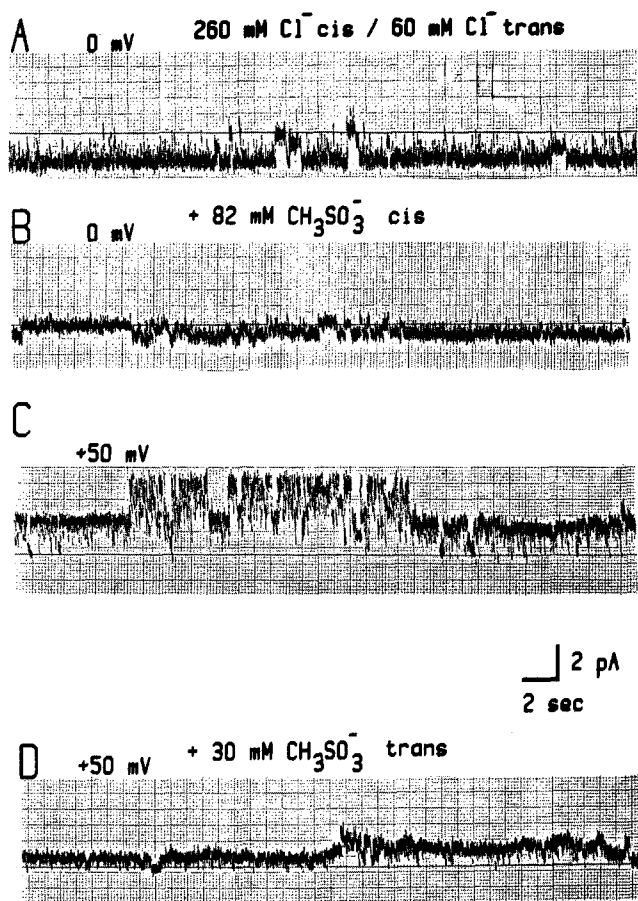 A 0 mV 260 mM Cl⁻ cis / 60 mM Cl⁻ trans
B 0 mV + 82 mM CH₃SO₃⁻ cis
C
+50 mV
2 pA
2 sec
D +50 mV + 30 mM CH₃SO₃⁻ trans